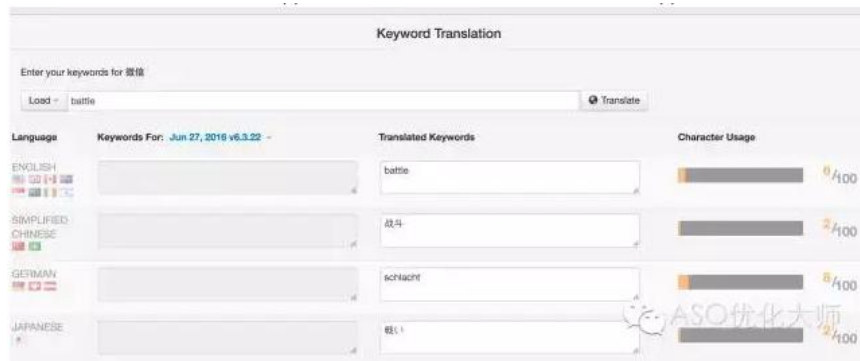 Keyword Translation
Enter your keywords for 微信
Load battle Translate
Language Keywords For: Jun 27, 2016 v6.3.22 Translated Keywords Character Usage
ENGLISH battle 6/100
SIMPLIFIED CHINESE 战斗 2/100
GERMAN schlacht 8/100
JAPANESE 戦い 2/100
ASO优化大师